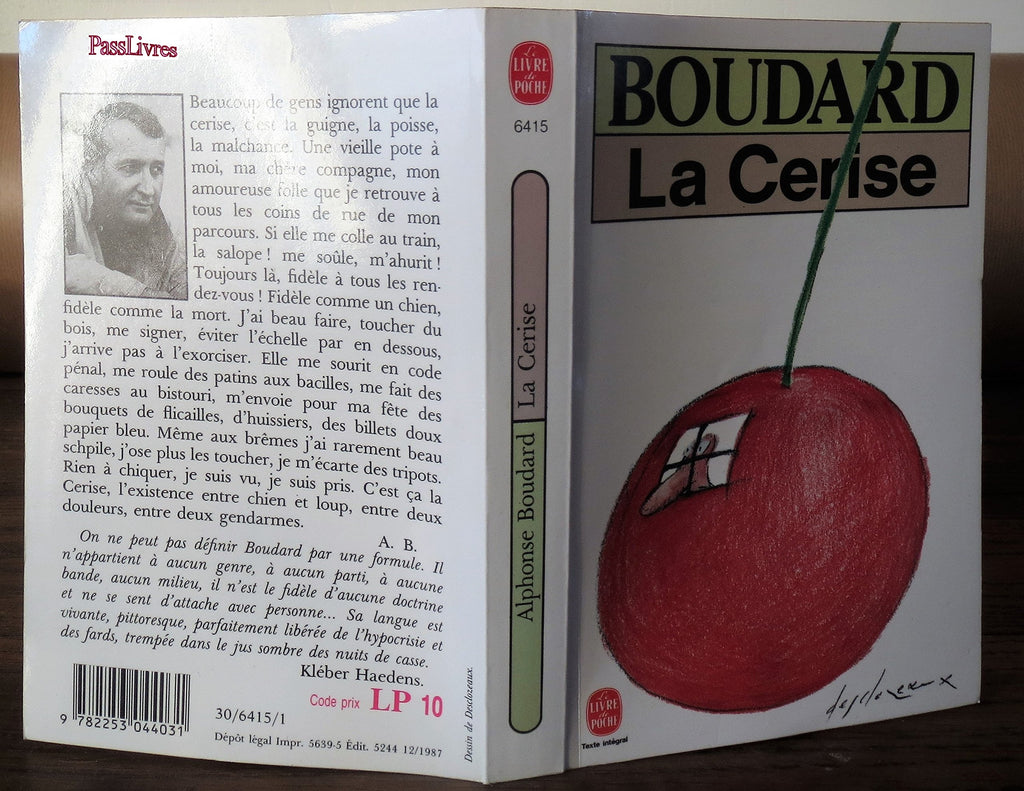 PassLivres
Beaucoup de gens ignorent que la
cerise, c'est la guigne, la poisse,
la malchance. Une vieille pote à
moi, ma chère compagne, mon
amoureuse folle que je retrouve à
tous les coins de rue de mon
parcours. Si elle me colle au train,
la salope ! me soûle, m'ahurit !
Toujours là, fidèle à tous les ren-
dez-vous ! Fidèle comme un chien,
fidèle comme la mort. J'ai beau faire, toucher du
bois, me signer, éviter l'échelle par en dessous,
j'arrive pas à l'exorciser. Elle me sourit en code
pénal, me roule des patins aux bacilles, me fait des
caresses au bistouri, m'envoie pour ma fête des
bouquets de flicailles, d'huissiers, des billets doux
papier bleu. Même aux brêmes j'ai rarement beau
schpile, j'ose plus les toucher, je m'écarte des tripots.
Rien à chiquer, je suis vu, je suis pris. C'est ça la
Cerise, l'existence entre chien et loup, entre deux
douleurs, entre deux gendarmes.
A. B.
On ne peut pas définir Boudard par une formule. Il
n'appartient à aucun genre, à aucun parti, à aucune
bande, aucun milieu, il n'est le fidèle d'aucune doctrine
et ne se sent d'attache avec personne... Sa langue est
vivante, pittoresque, parfaitement libérée de l'hypocrisie et
des fards, trempée dans le jus sombre des nuits de casse.
Kléber Haedens.
Code prix LP 10
9 782253 044031
30/6415/1
Dépôt légal Impr. 5639-5 Édit. 5244 12/1987
Dessin de Desclozeaux.
Le
LIVRE
de
POCHE
6415
Alphonse Boudard La Cerise
BOUDARD
La Cerise
desclozeaux
Le
LIVRE
de
POCHE
Texte intégral